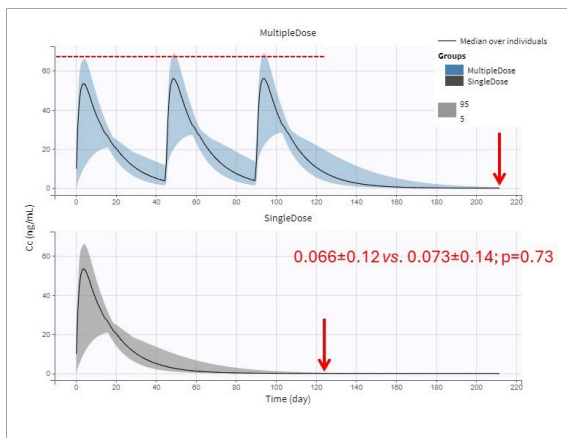 MultipleDose
Median over individuals
Groups
MultipleDose
SingleDose
95
5
60
40
20
0
0 20 40 60 80 100 120 140 160 180 200 220
SingleDose
0.066±0.12 vs. 0.073±0.14; p=0.73
60
40
20
0
0 20 40 60 80 100 120 140 160 180 200 220
Time (day)
Cc (ng/mL)